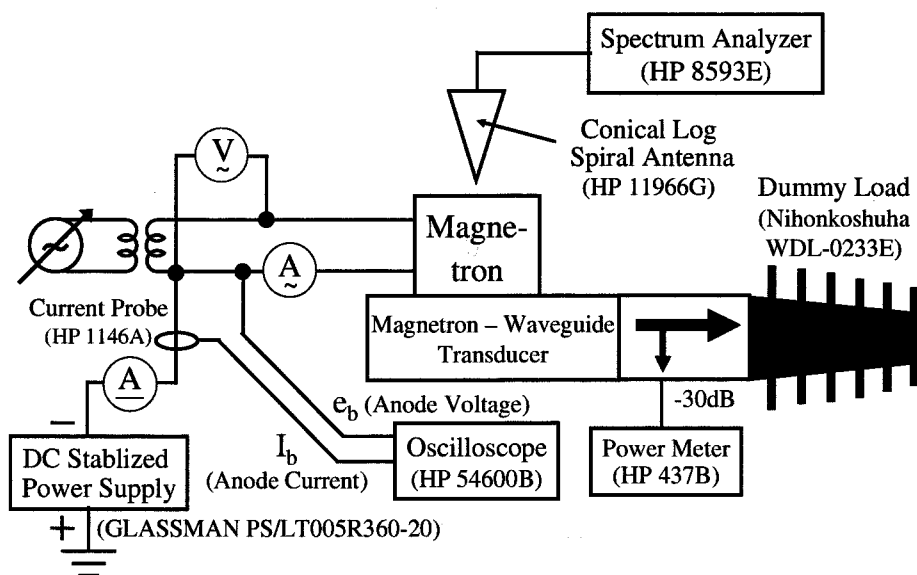 Spectrum Analyzer
(HP 8593E)
Conical Log
Spiral Antenna
(HP 11966G)
V
~
Dummy Load
(Nihonkoshuha
WDL-0233E)
Magne-
tron
~
A
~
Current Probe
(HP 1146A)
Magnetron – Waveguide
Transducer
A
-30dB
eb (Anode Voltage)
Ib
(Anode Current)
Oscilloscope
(HP 54600B)
Power Meter
(HP 437B)
−
DC Stablized
Power Supply
+ (GLASSMAN PS/LT005R360-20)